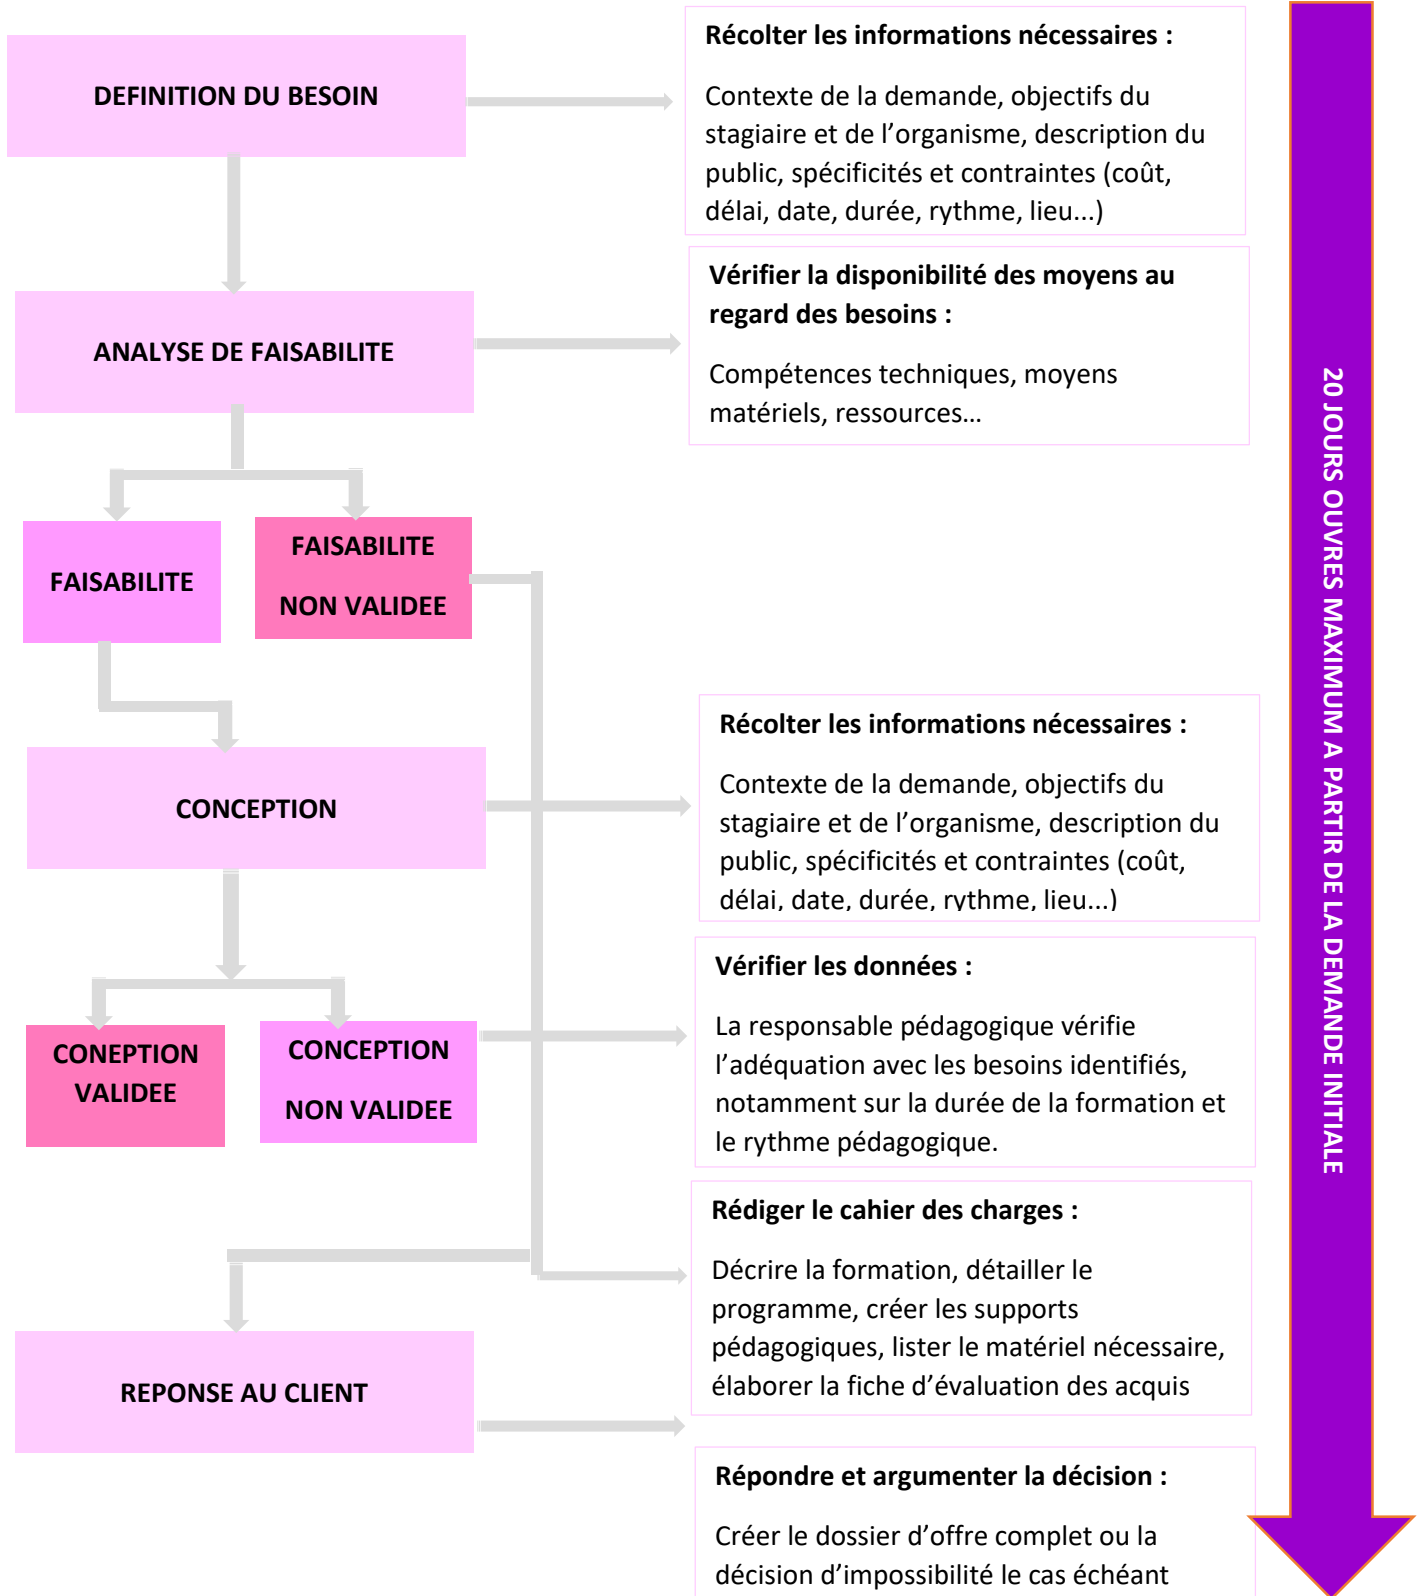 DEFINITION DU BESOIN
Récolter les informations nécessaires :
Contexte de la demande, objectifs du
stagiaire et de l’organisme, description du
public, spécificités et contraintes (coût,
délai, date, durée, rythme, lieu...)
ANALYSE DE FAISABILITE
Vérifier la disponibilité des moyens au
regard des besoins :
Compétences techniques, moyens
matériels, ressources…
FAISABILITE
FAISABILITE
NON VALIDEE
CONCEPTION
Récolter les informations nécessaires :
Contexte de la demande, objectifs du
stagiaire et de l’organisme, description du
public, spécificités et contraintes (coût,
délai, date, durée, rythme, lieu...)
CONEPTION
VALIDEE
CONCEPTION
NON VALIDEE
Vérifier les données :
La responsable pédagogique vérifie
l’adéquation avec les besoins identifiés,
notamment sur la durée de la formation et
le rythme pédagogique.
Rédiger le cahier des charges :
Décrire la formation, détailler le
programme, créer les supports
pédagogiques, lister le matériel nécessaire,
élaborer la fiche d’évaluation des acquis
REPONSE AU CLIENT
Répondre et argumenter la décision :
Créer le dossier d’offre complet ou la
décision d’impossibilité le cas échéant
20 JOURS OUVRES MAXIMUM A PARTIR DE LA DEMANDE INITIALE